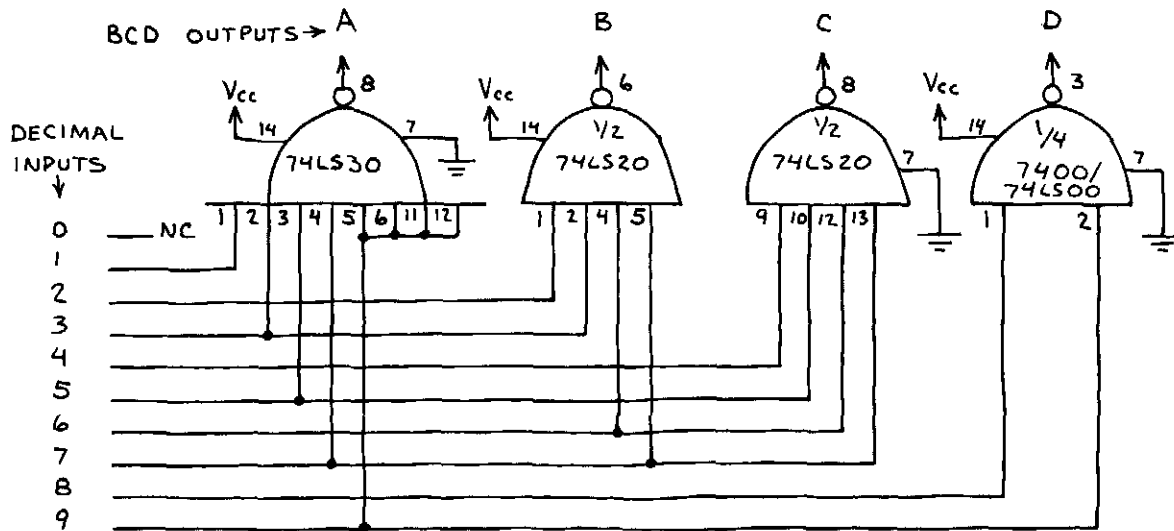 BCD OUTPUTS→ A B C D
8 6 8 3
Vcc Vcc Vcc
14 7 14 14
1/2 1/2 1/4
DECIMAL
INPUTS
74LS30 74LS20 74LS20 7 7400/ 7
74LS00
1 2 3 4 5 6 11 12 1 2 4 5 9 10 12 13 1 2
0 NC
1
2
3
4
5
6
7
8
9